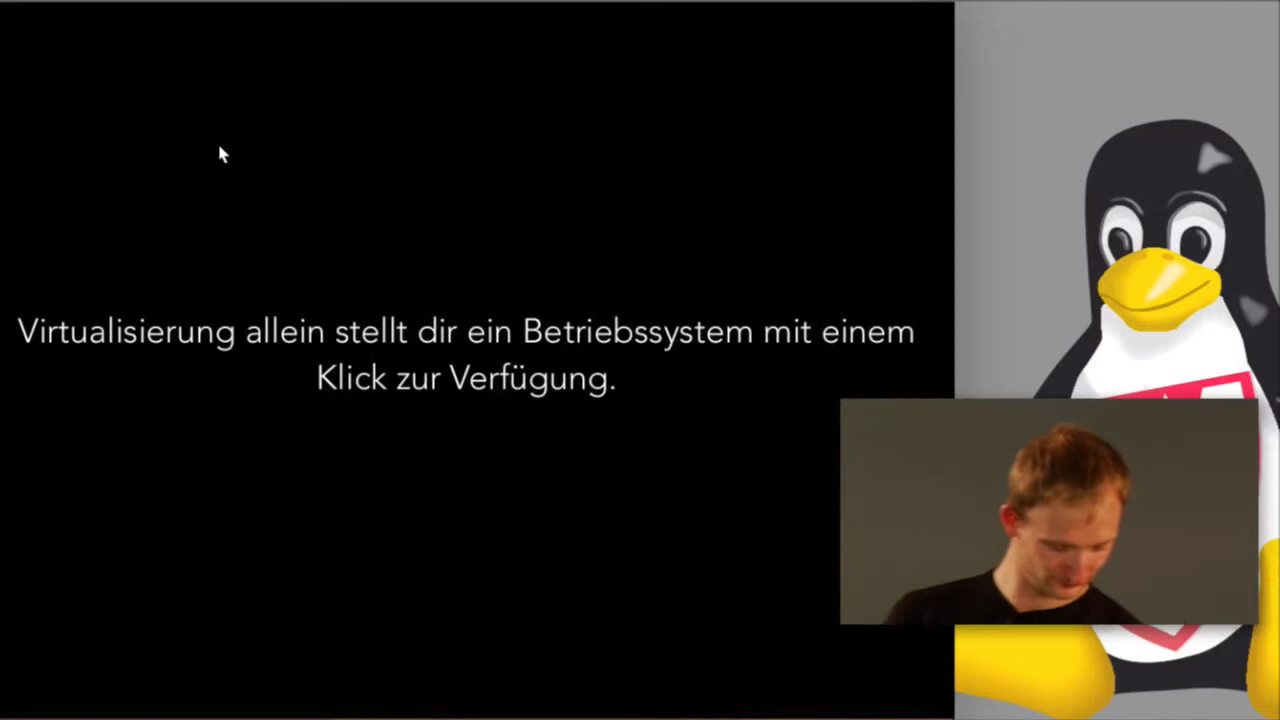 Virtualisierung allein stellt dir ein Betriebssystem mit einem
Klick zur Verfügung.